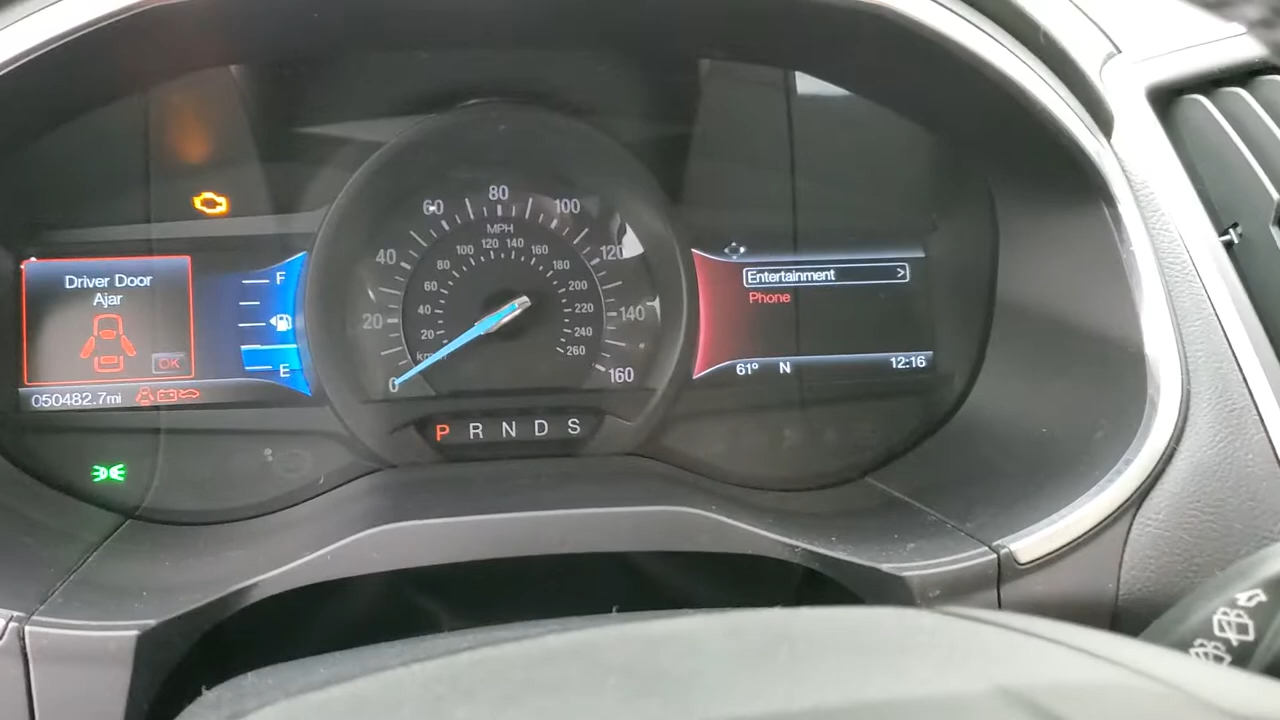 Driver Door
Ajar
OK
050482.7mi
F
E
0
20
40
60
80
100
120
140
160
MPH
20
40
60
80
100
120
140
160
180
200
220
240
260
P R N D S
Entertainment >
Phone
61° N 12:16